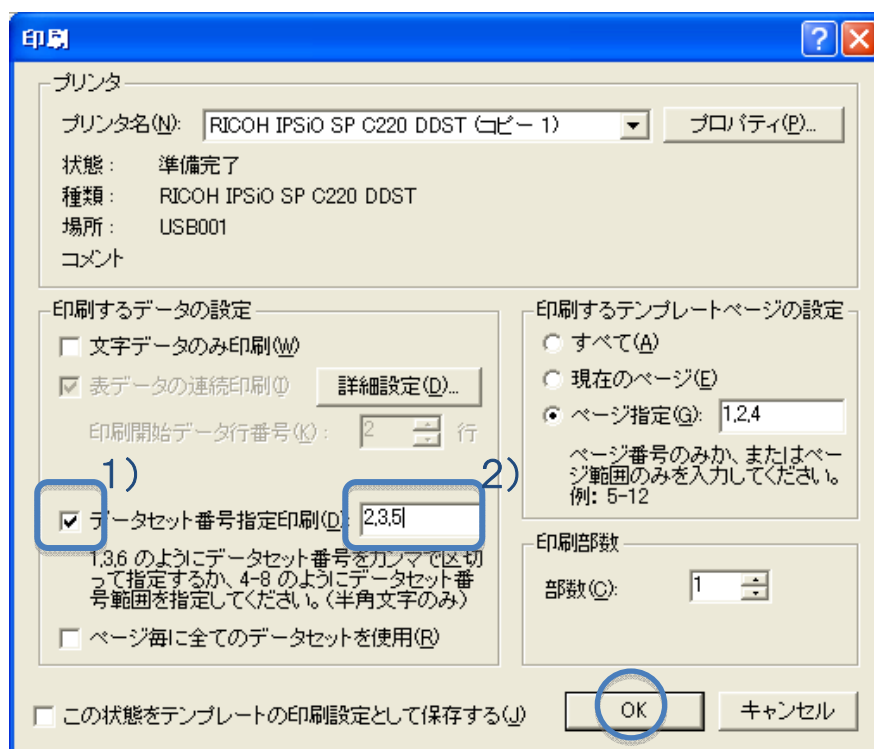 印刷
プリンタ
プリンタ名(N): RICOH IPSiO SP C220 DDST (コピー 1) プロパティ(P)...
状態： 準備完了
種類： RICOH IPSiO SP C220 DDST
場所： USB001
コメント
印刷するデータの設定
文字データのみ印刷(W)
表データの連続印刷(I) 詳細設定(D)...
印刷開始データ行番号(K)： 2 行
1) 2)
データセット番号指定印刷(D): 2,3,5
1,3,6 のようにデータセット番号をカンマで区切
って指定するか、4-8 のようにデータセット番
号範囲を指定してください。（半角文字のみ）
ページ毎に全てのデータセットを使用(R)
印刷するテンプレートページの設定
すべて(A)
現在のページ(E)
ページ指定(G): 1,2,4
ページ番号のみか、またはペー
ジ範囲のみを入力してください。
例: 5-12
印刷部数
部数(C): 1
この状態をテンプレートの印刷設定として保存する(J) OK キャンセル